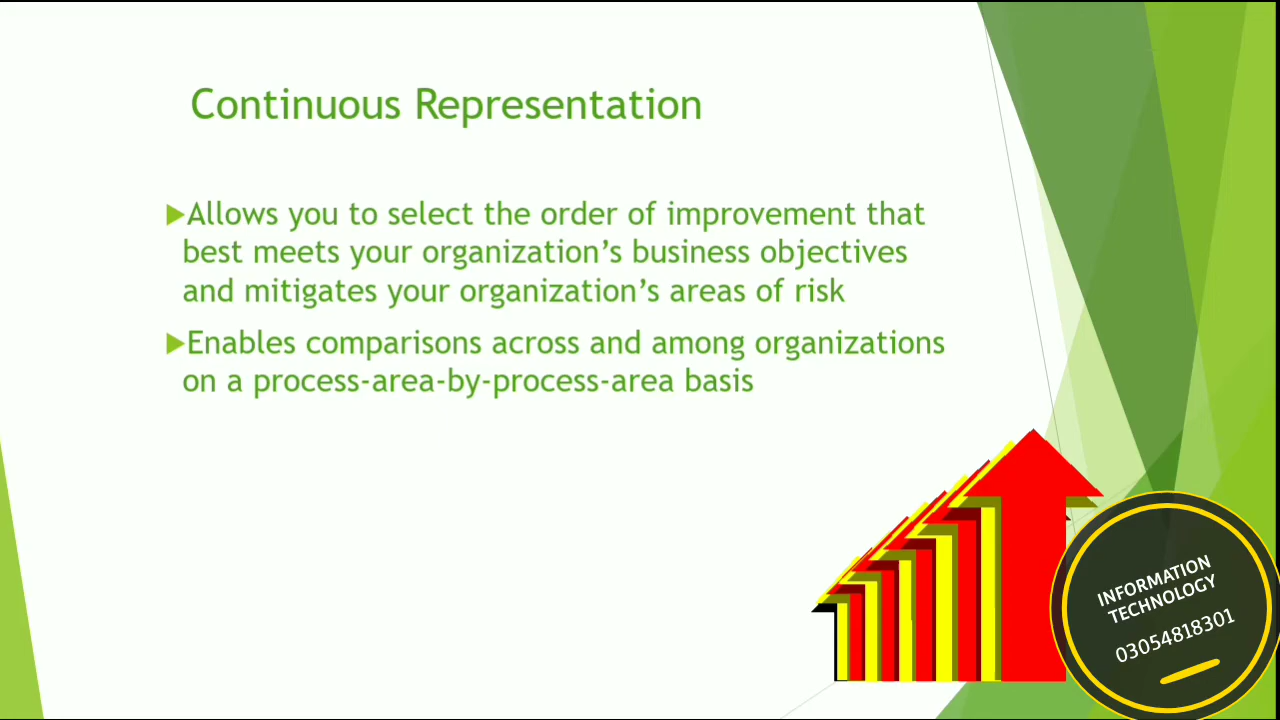 Continuous Representation
Allows you to select the order of improvement that
best meets your organization’s business objectives
and mitigates your organization’s areas of risk
Enables comparisons across and among organizations
on a process-area-by-process-area basis
INFORMATION
TECHNOLOGY
03054818301